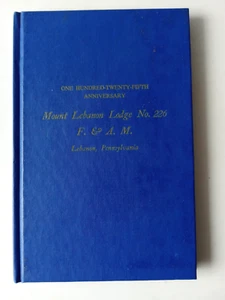 ONE HUNDRED TWENTY-FIFTH
ANNIVERSARY
Mount Lebanon Lodge No. 226
F. & A. M.
Lebanon, Pennsylvania